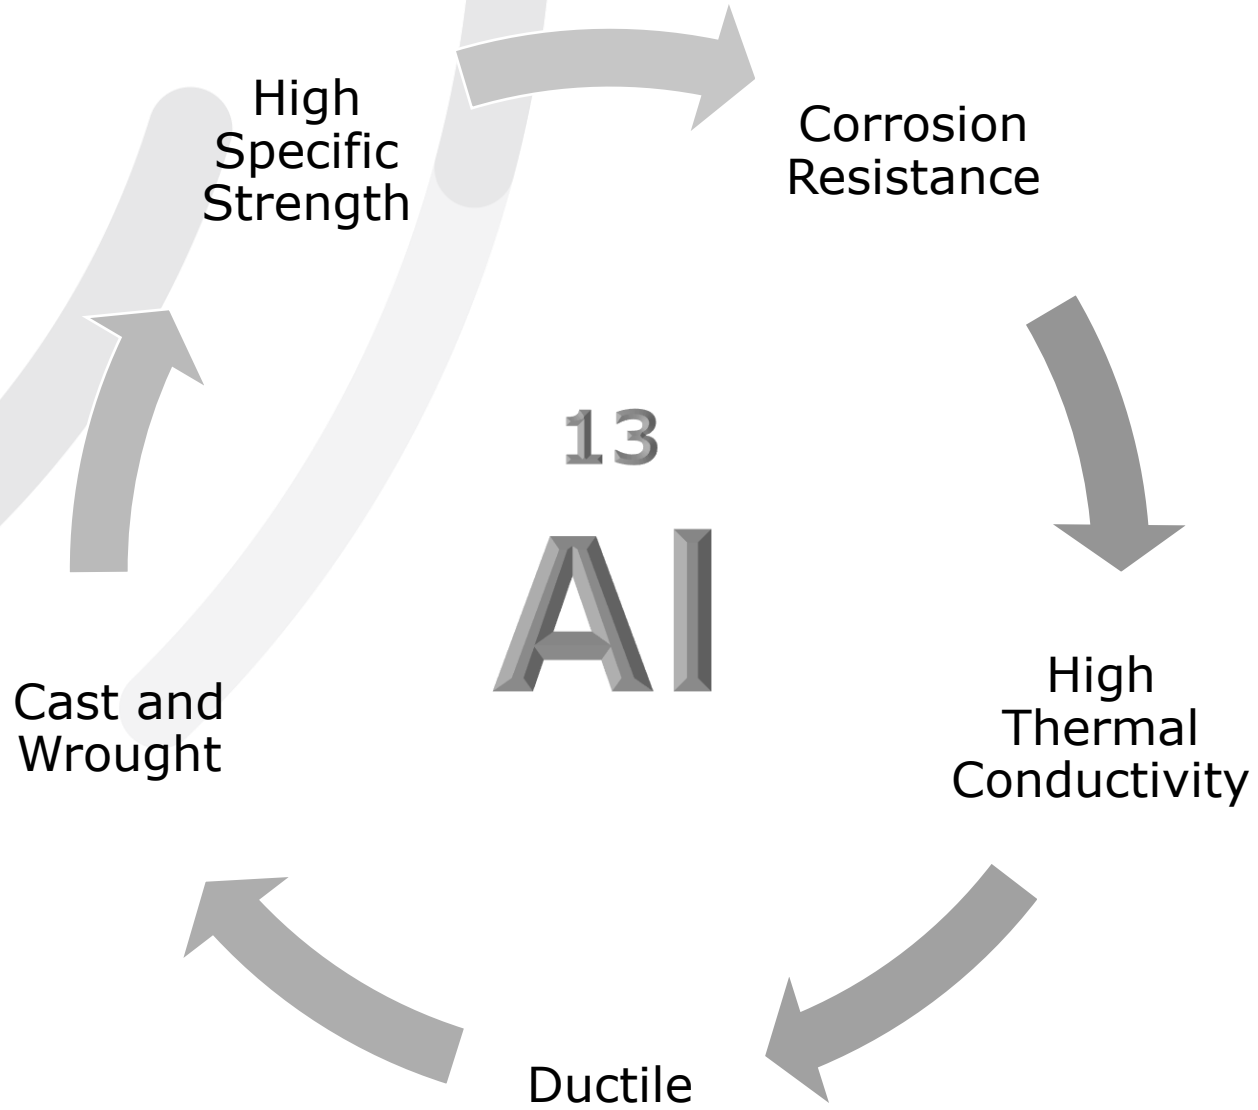 High
Specific
Strength
Corrosion
Resistance
13
Al
High
Thermal
Conductivity
Cast and
Wrought
Ductile